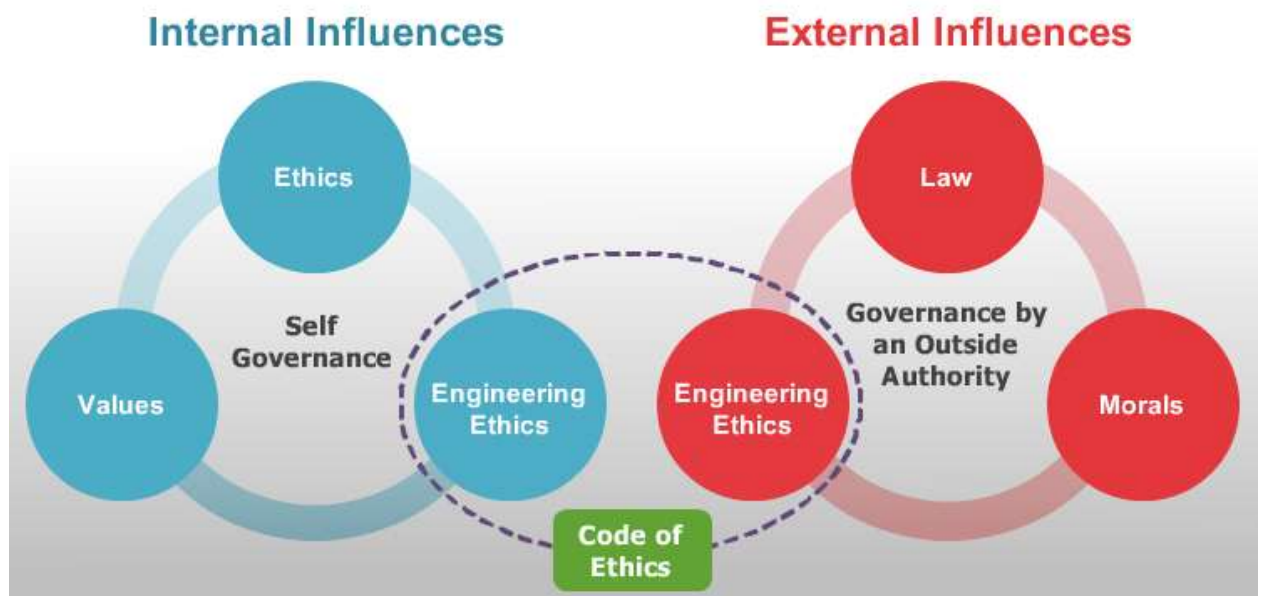 Internal Influences
External Influences
Ethics
Law
Self
Governance
Governance by
an Outside
Authority
Values
Engineering
Ethics
Engineering
Ethics
Morals
Code of
Ethics